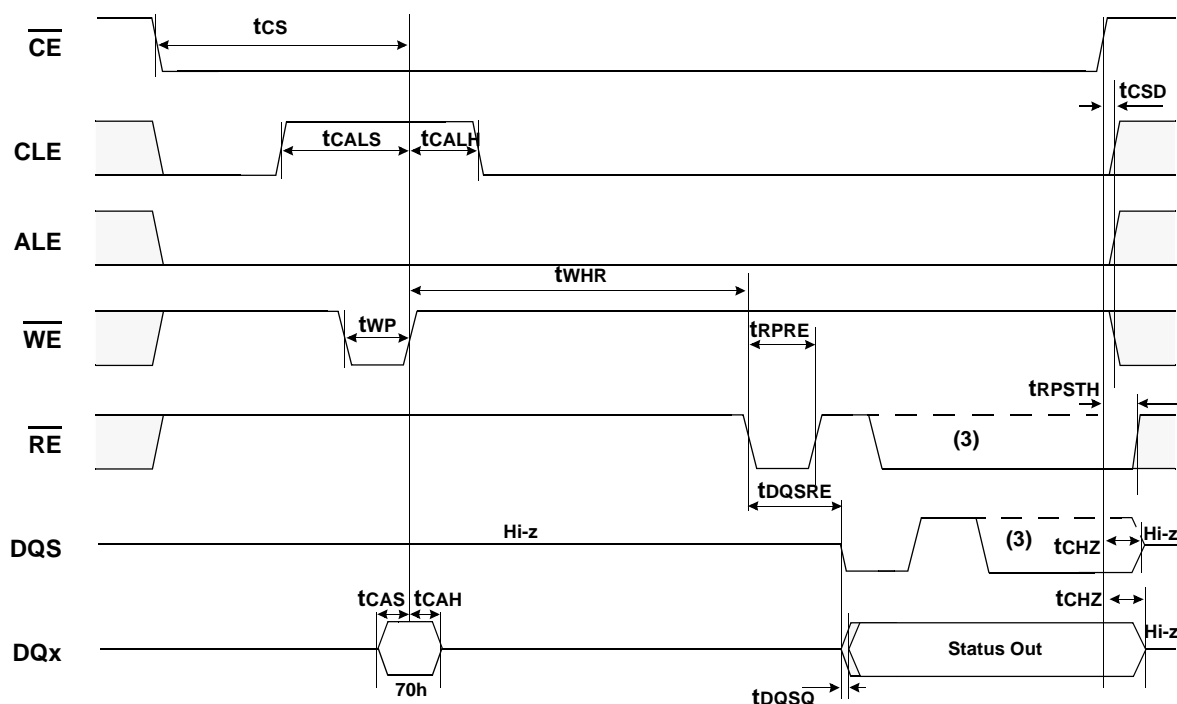 tCS
CE
tCSD
tCALS
tCALH
CLE
ALE
tWHR
WE
tWP
tRPRE
tRPSTH
RE
(3)
tDQSRE
Hi-z
DQS
(3)
tCHZ
Hi-z
tCAS
tCAH
tCHZ
DQx
Status Out
Hi-z
70h
tDQSQ